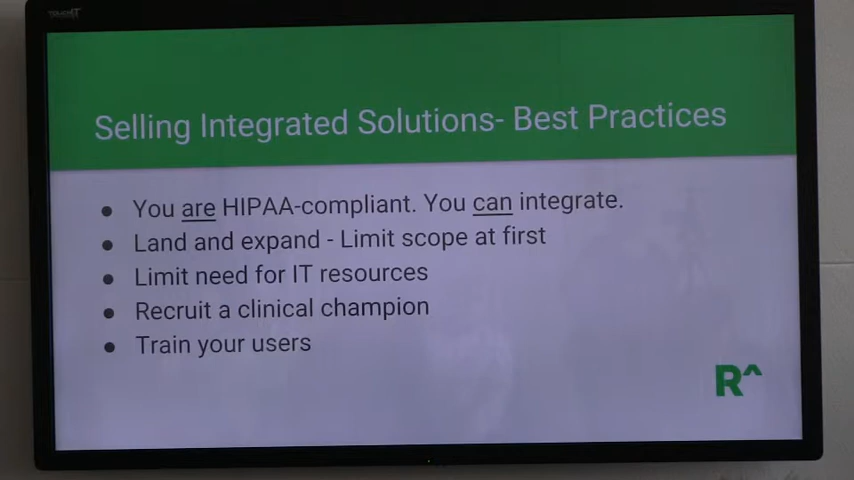 Selling Integrated Solutions- Best Practices
● You are HIPAA-compliant. You can integrate.
● Land and expand - Limit scope at first
● Limit need for IT resources
● Recruit a clinical champion
● Train your users
R^